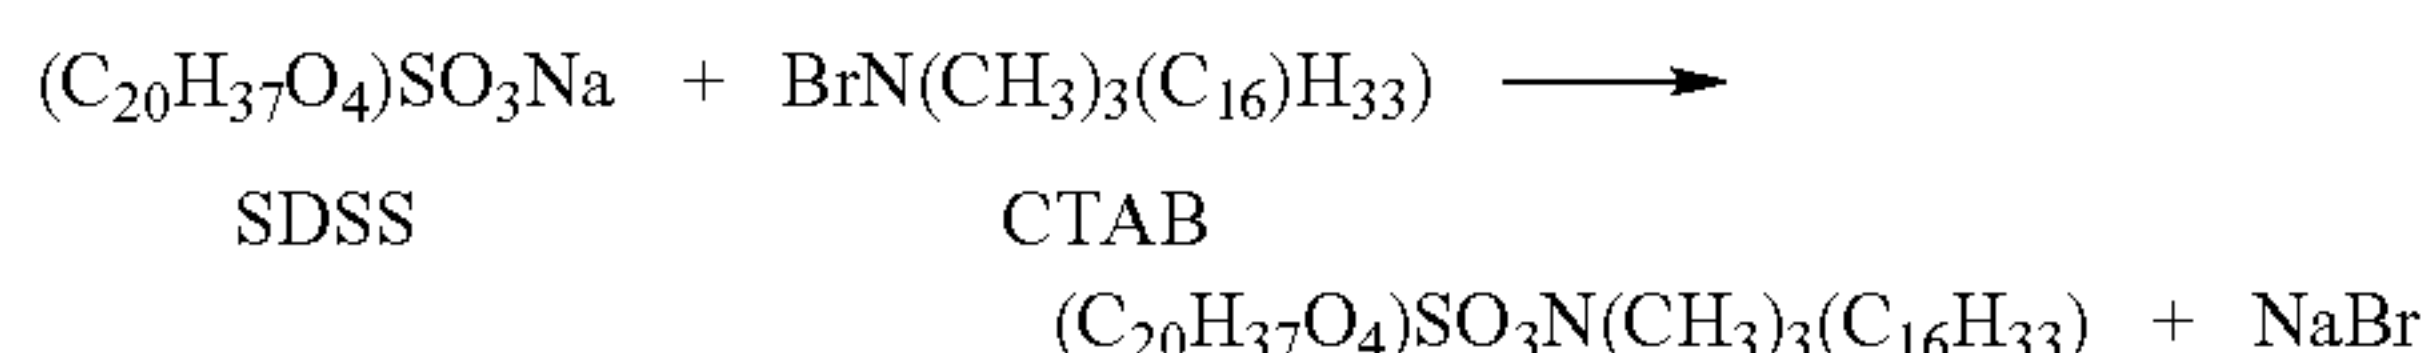 (C₂₀H₃₇O₄)SO₃Na + BrN(CH₃)₃(C₁₆)H₃₃) ⟶
SDSS CTAB
(C₂₀H₃₇O₄)SO₃N(CH₃)₃(C₁₆H₃₃) + NaBr